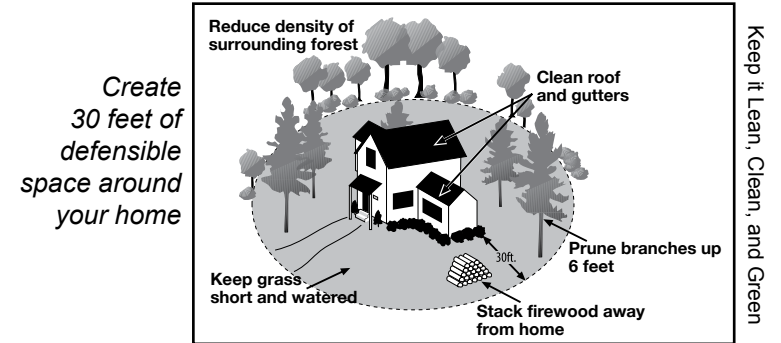 Create
30 feet of
defensible
space around
your home
Reduce density of
surrounding forest
Clean roof
and gutters
30ft.
Prune branches up
6 feet
Keep grass
short and watered
Stack firewood away
from home
Keep it Lean, Clean, and Green